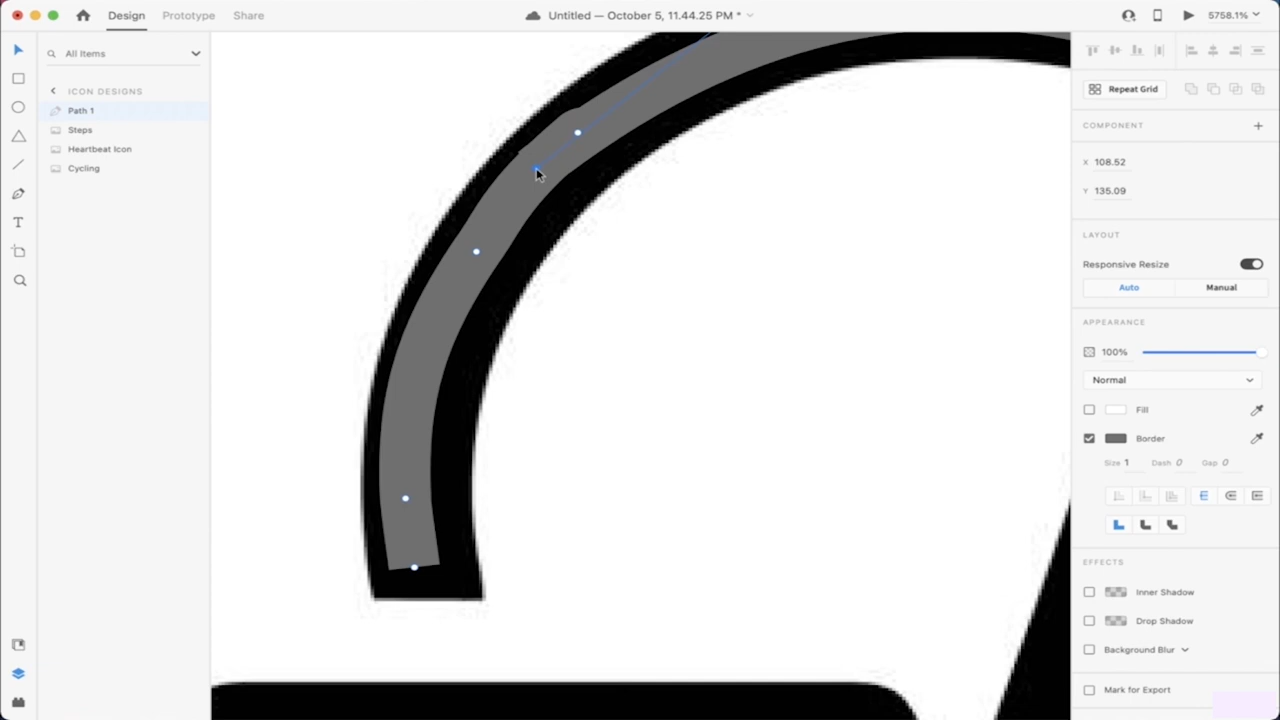 Design Prototype Share Untitled — October 5, 11.44.25 PM * 5758.1%
All Items
ICON DESIGNS
Path 1
Steps
Heartbeat Icon
Cycling
T
Repeat Grid
COMPONENT
X 108.52
Y 135.09
LAYOUT
Responsive Resize
Auto Manual
APPEARANCE
100%
Normal
Fill
Border
Size 1 Dash 0 Gap 0
EFFECTS
Inner Shadow
Drop Shadow
Background Blur
Mark for Export